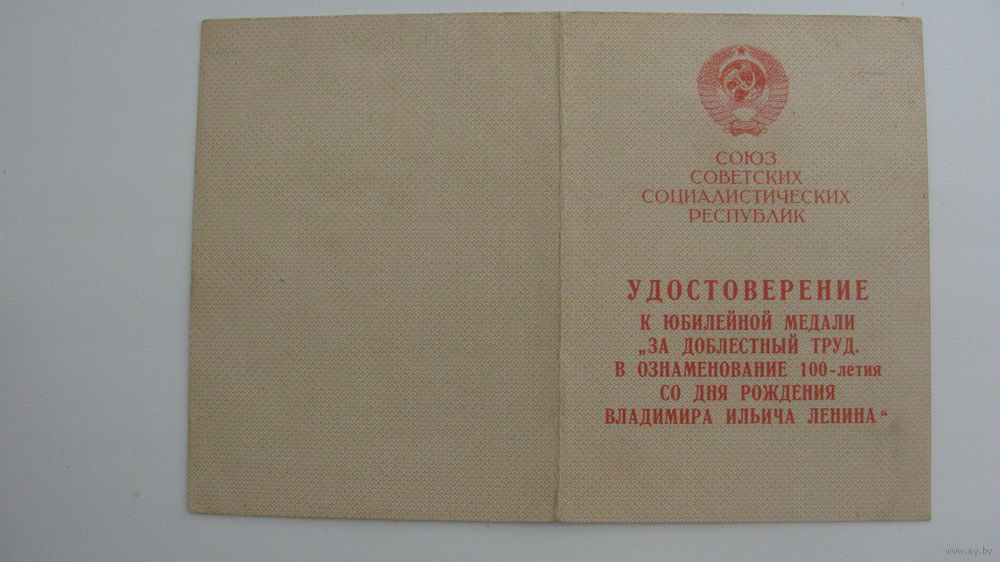 СОЮЗ
СОВЕТСКИХ
СОЦИАЛИСТИЧЕСКИХ
РЕСПУБЛИК
УДОСТОВЕРЕНИЕ
К ЮБИЛЕЙНОЙ МЕДАЛИ
„ЗА ДОБЛЕСТНЫЙ ТРУД.
В ОЗНАМЕНОВАНИЕ 100-летия
СО ДНЯ РОЖДЕНИЯ
ВЛАДИМИРА ИЛЬИЧА ЛЕНИНА“
www.ay.by